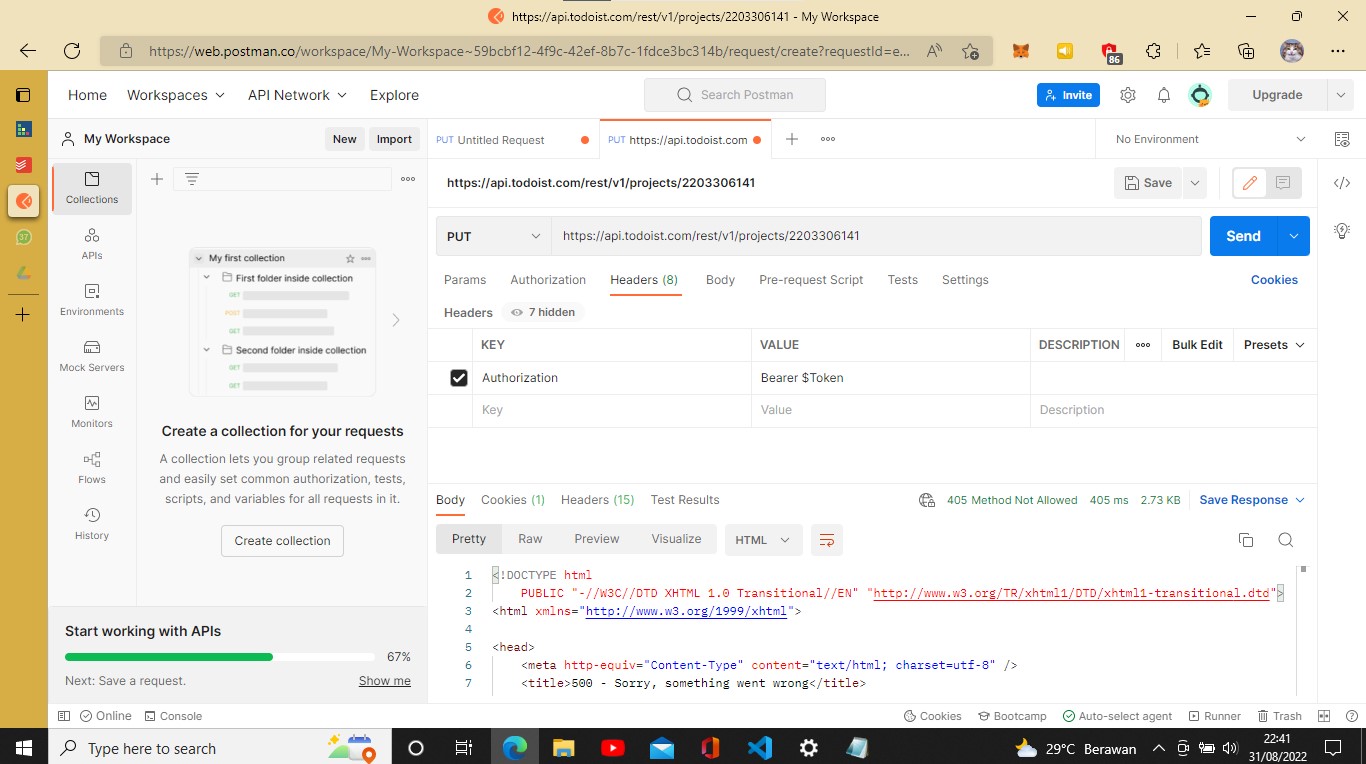 https://api.todoist.com/rest/v1/projects/2203306141 - My Workspace
https://web.postman.co/workspace/My-Workspace~59bcbf12-4f9c-42ef-8b7c-1fdce3bc314b/request/create?requestId=e...
86
Home Workspaces API Network Explore
Search Postman
Invite
Upgrade
My Workspace
New
Import
PUT Untitled Request
PUT https://api.todoist.com
No Environment
Collections
APIs
Environments
Mock Servers
Monitors
Flows
History
37
My first collection
First folder inside collection
GET
POST
GET
Second folder inside collection
GET
GET
Create a collection for your requests
A collection lets you group related requests
and easily set common authorization, tests,
scripts, and variables for all requests in it.
Create collection
Start working with APIs
67%
Next: Save a request.
Show me
https://api.todoist.com/rest/v1/projects/2203306141
Save
PUT
https://api.todoist.com/rest/v1/projects/2203306141
Send
Params Authorization Headers (8) Body Pre-request Script Tests Settings
Cookies
Headers
7 hidden
KEY VALUE DESCRIPTION
Bulk Edit
Presets
Authorization Bearer $Token
Key Value Description
Body Cookies (1) Headers (15) Test Results
405 Method Not Allowed 405 ms 2.73 KB
Save Response
Pretty Raw Preview Visualize
HTML
1 <!DOCTYPE html
2 PUBLIC "-//W3C//DTD XHTML 1.0 Transitional//EN" "http://www.w3.org/TR/xhtml1/DTD/xhtml1-transitional.dtd">
3 <html xmlns="http://www.w3.org/1999/xhtml">
4
5 <head>
6 <meta http-equiv="Content-Type" content="text/html; charset=utf-8" />
7 <title>500 - Sorry, something went wrong</title>
Online
Console
Cookies
Bootcamp
Auto-select agent
Runner
Trash
Type here to search
29°C Berawan
22:41
31/08/2022